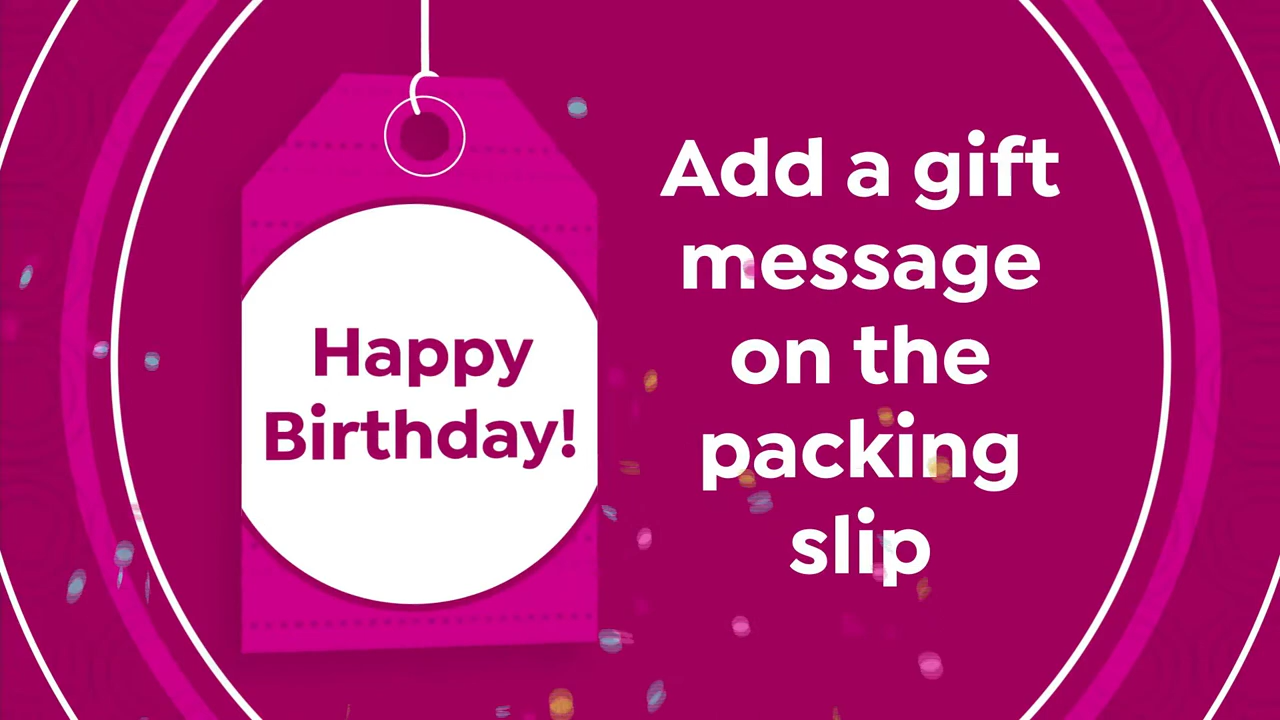 Happy
Birthday!
Add a gift
message
on the
packing
slip